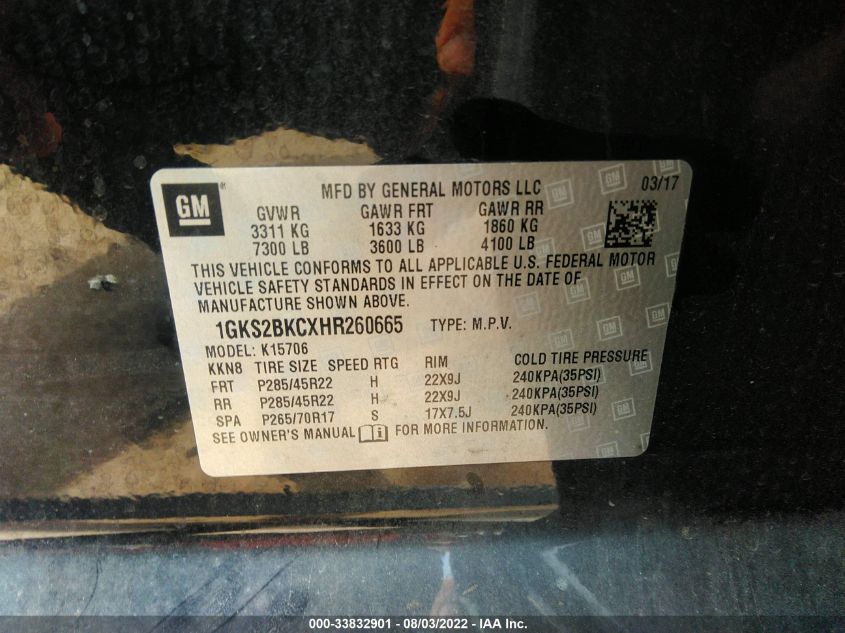 GM
MFD BY GENERAL MOTORS LLC 03/17
GVWR GAWR FRT GAWR RR
3311 KG 1633 KG 1860 KG
7300 LB 3600 LB 4100 LB
THIS VEHICLE CONFORMS TO ALL APPLICABLE U.S. FEDERAL MOTOR
VEHICLE SAFETY STANDARDS IN EFFECT ON THE DATE OF
MANUFACTURE SHOWN ABOVE.
1GKS2BKCXHR260665 TYPE: M.P.V.
MODEL: K15706
KKN8 TIRE SIZE SPEED RTG RIM COLD TIRE PRESSURE
FRT P285/45R22 H 22X9J 240KPA(35PSI)
RR P285/45R22 H 22X9J 240KPA(35PSI)
SPA P265/70R17 S 17X7.5J 240KPA(35PSI)
SEE OWNER'S MANUAL FOR MORE INFORMATION.
000-33832901 - 08/03/2022 - IAA Inc.